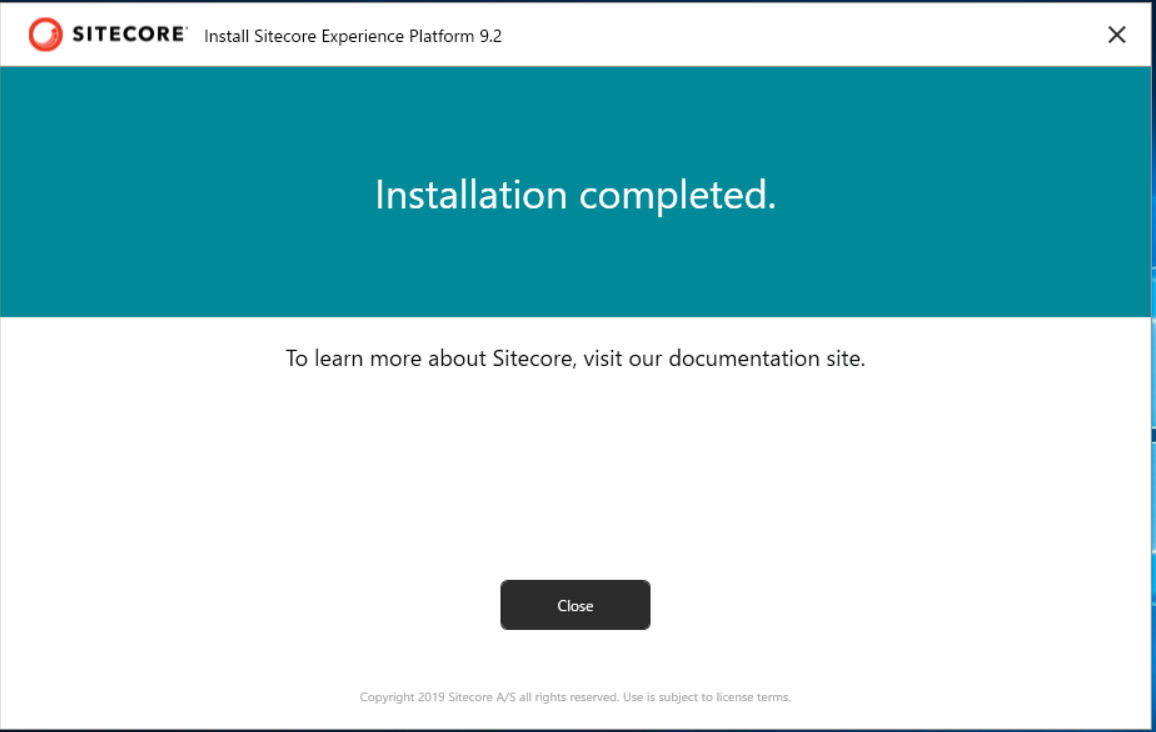 SITECORE Install Sitecore Experience Platform 9.2
Installation completed.
To learn more about Sitecore, visit our documentation site.
Close
Copyright 2019 Sitecore A/S all rights reserved. Use is subject to license terms.